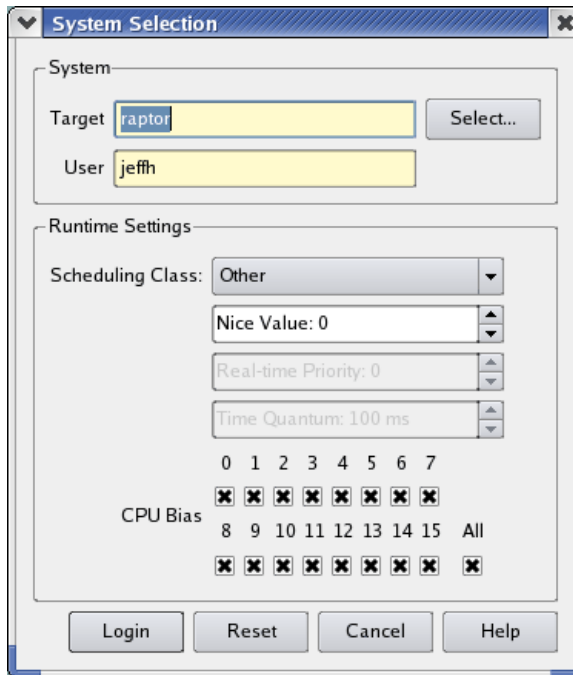 System Selection
System
Target raptor Select...
User jeffh
Runtime Settings
Scheduling Class: Other
Nice Value: 0
Real-time Priority: 0
Time Quantum: 100 ms
0 1 2 3 4 5 6 7
CPU Bias
8 9 10 11 12 13 14 15 All
Login Reset Cancel Help